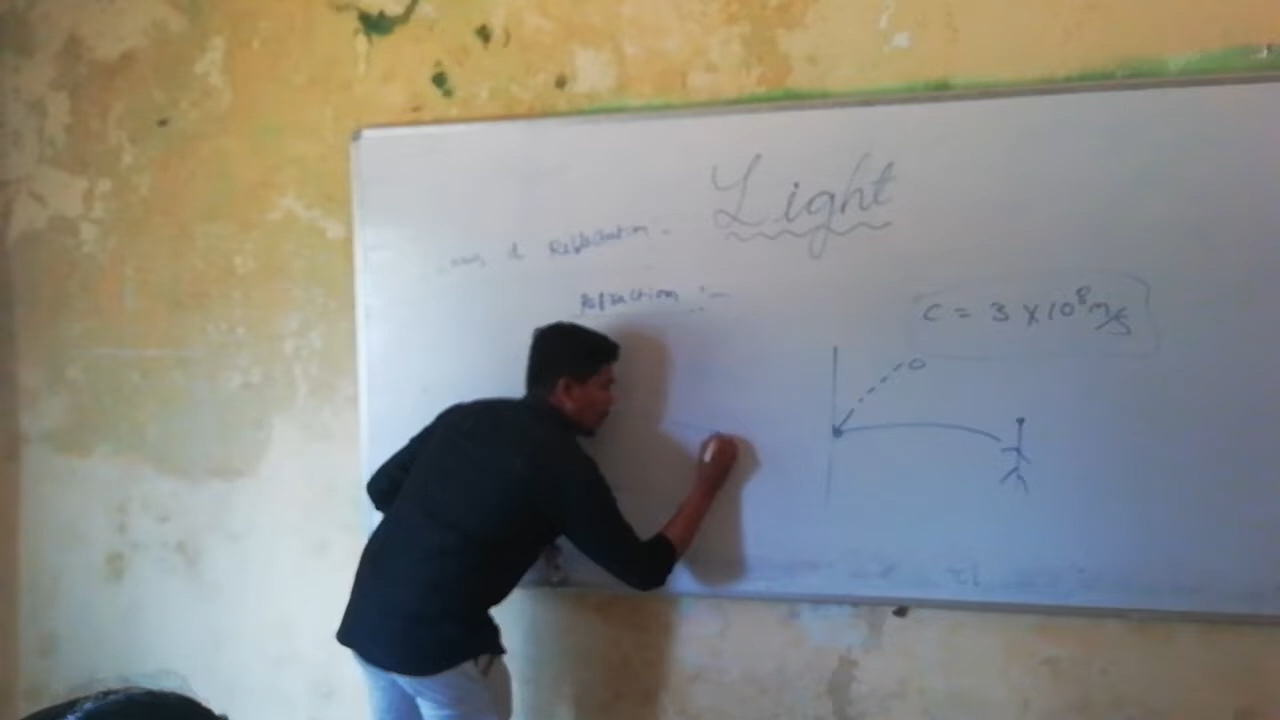 Light
Reflection
Refraction :-
C = 3 x 10⁸ m/s